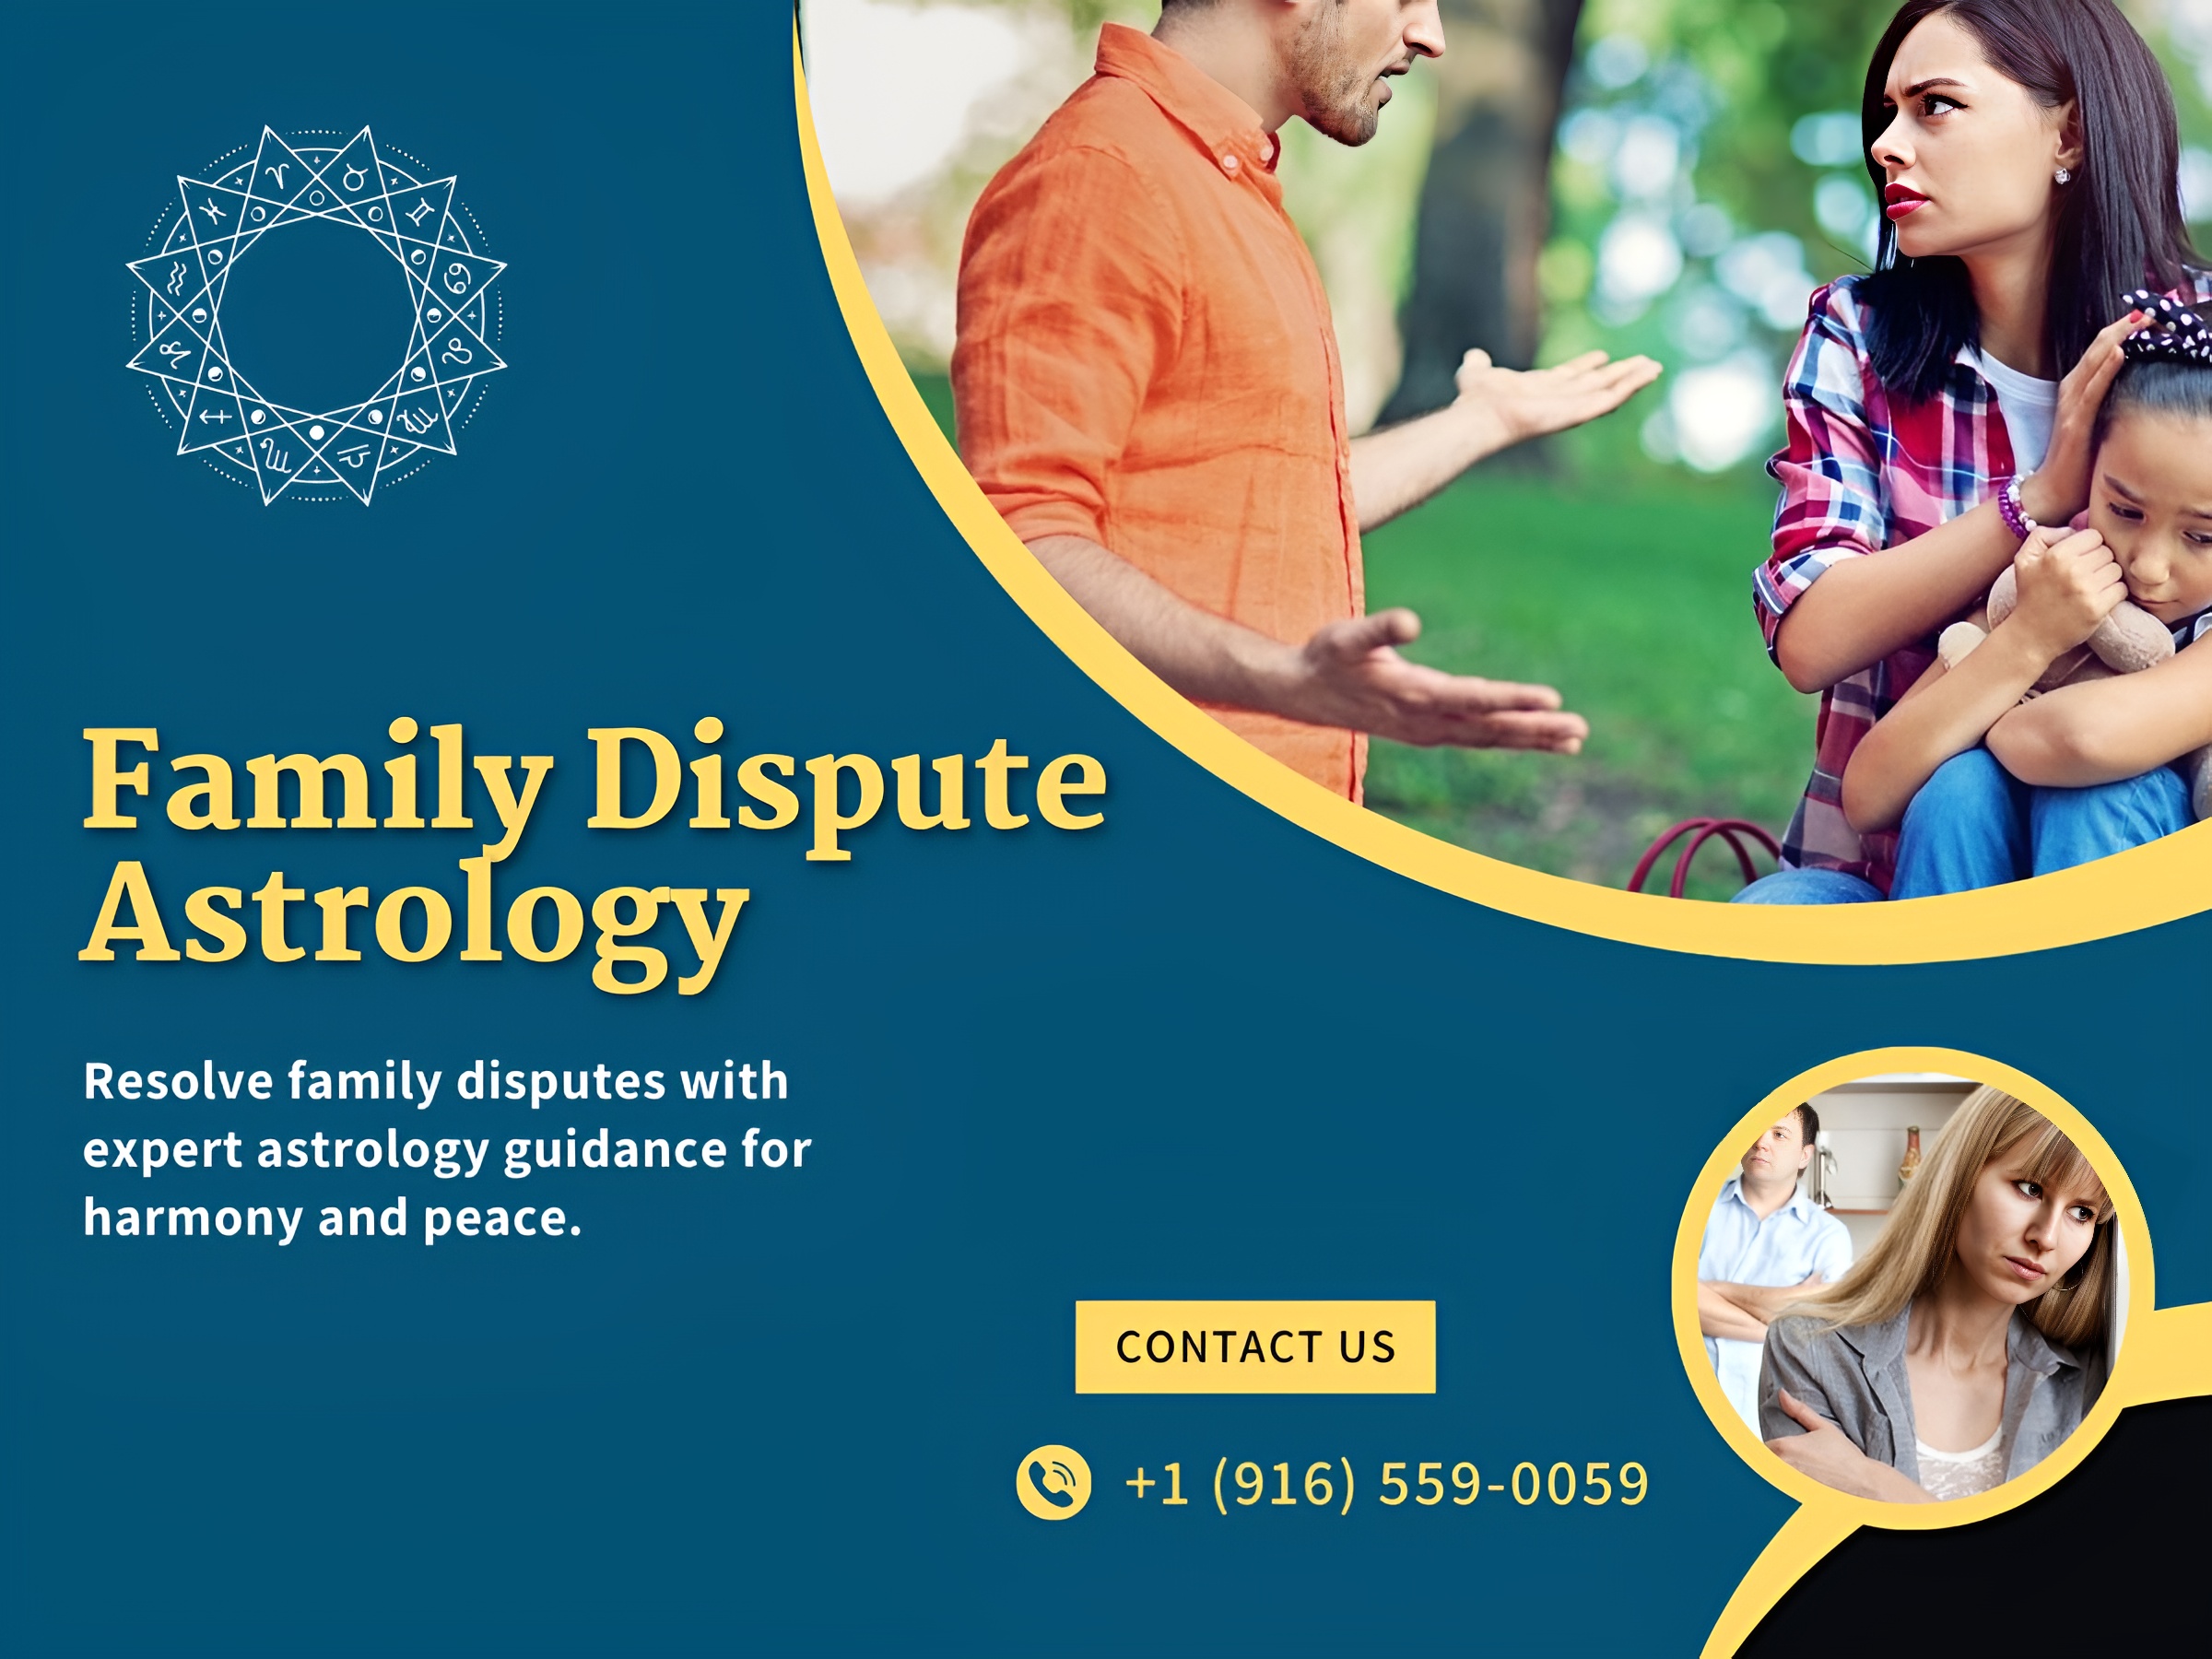 Family Dispute
Astrology
Resolve family disputes with
expert astrology guidance for
harmony and peace.
CONTACT US
+1 (916) 559-0059